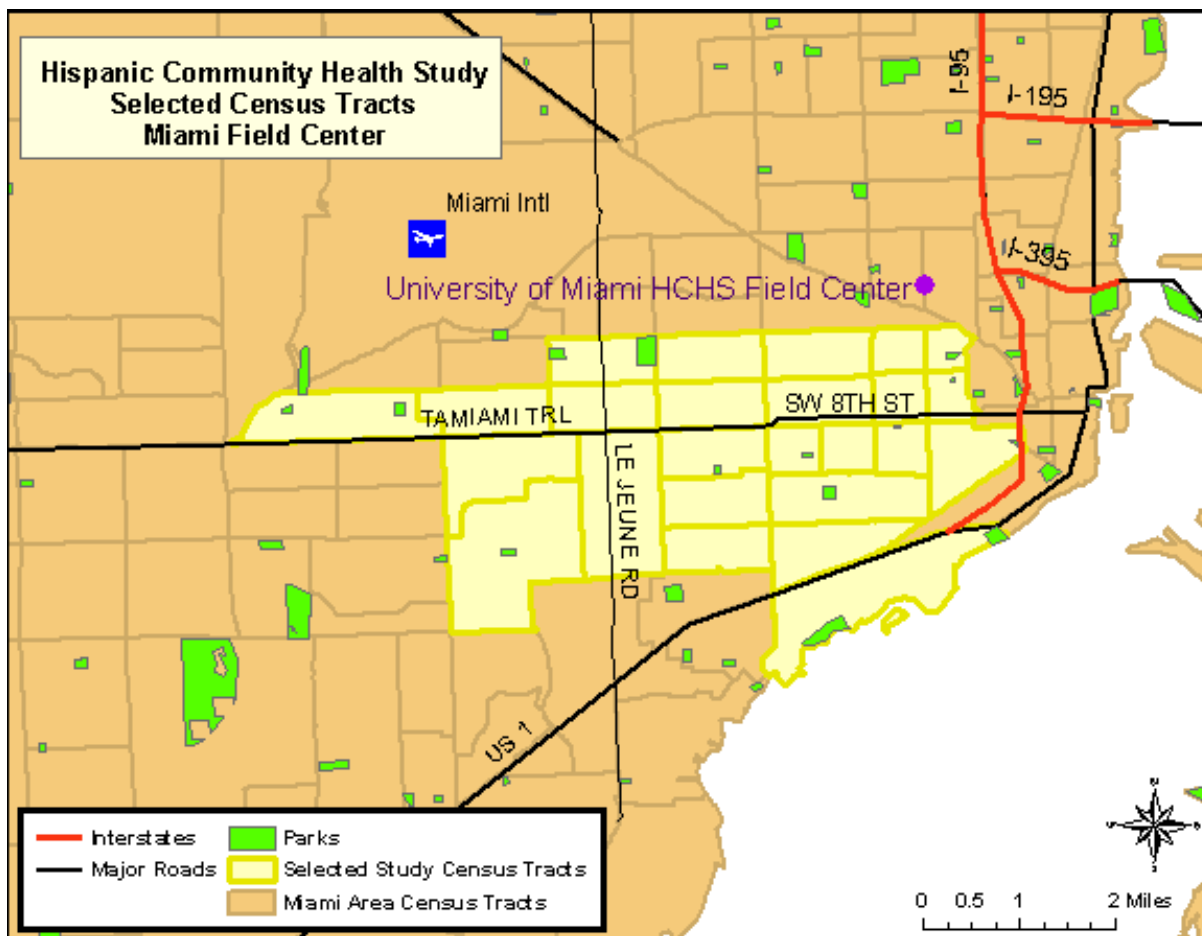 Hispanic Community Health Study
Selected Census Tracts
Miami Field Center
I-95
I-195
Miami Intl
I-395
University of Miami HCHS Field Center
TAMIAMI TRL
SW 8TH ST
LE JEUNE RD
US 1
Interstates
Parks
Major Roads
Selected Study Census Tracts
Miami Area Census Tracts
0 0.5 1 2 Miles